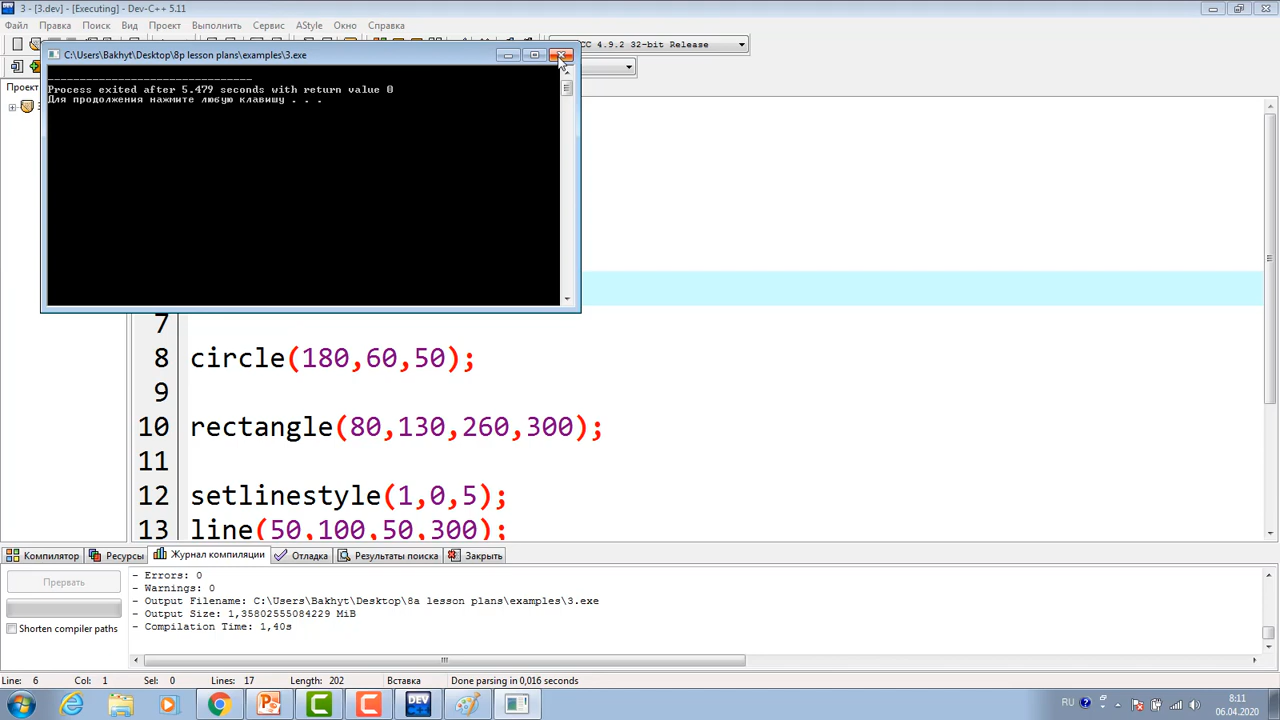 3 - [3.dev] - [Executing] - Dev-C++ 5.11
Файл Правка Поиск Вид Проект Выполнить Сервис AStyle Окно Справка
CC 4.9.2 32-bit Release
C:\Users\Bakhyt\Desktop\8p lesson plans\examples\3.exe
Проект
--------------------------------
Process exited after 5.479 seconds with return value 0
Для продолжения нажмите любую клавишу . . .
7
8 circle(180,60,50);
9
10 rectangle(80,130,260,300);
11
12 setlinestyle(1,0,5);
13 line(50,100,50,300);
Компилятор Ресурсы Журнал компиляции Отладка Результаты поиска Закрыть
Прервать
Shorten compiler paths
- Errors: 0
- Warnings: 0
- Output Filename: C:\Users\Bakhyt\Desktop\8a lesson plans\examples\3.exe
- Output Size: 1,35802555084229 MiB
- Compilation Time: 1,40s
Line: 6 Col: 1 Sel: 0 Lines: 17 Length: 202 Вставка Done parsing in 0,016 seconds
DEV
RU
8:11
06.04.2020